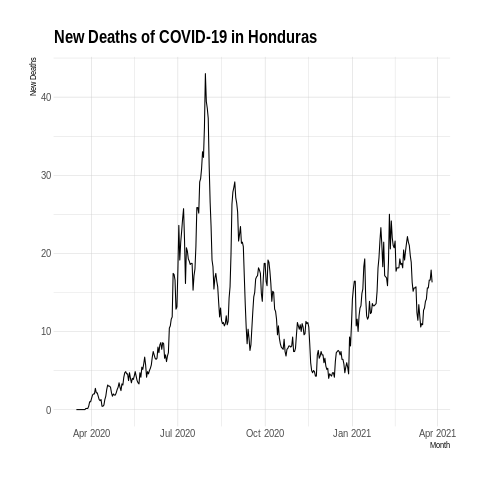 New Deaths of COVID-19 in Honduras
New Deaths
40
30
20
10
0
Apr 2020
Jul 2020
Oct 2020
Jan 2021
Apr 2021
Month